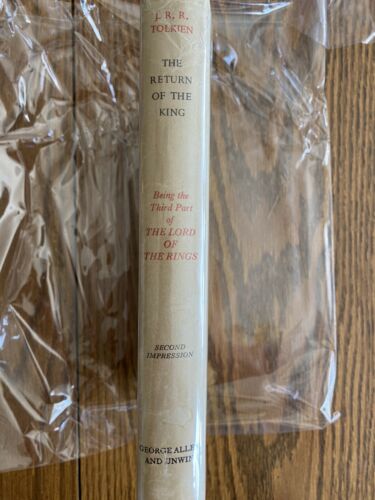 J. R. R.
TOLKIEN
THE
RETURN
OF THE
KING
Being the
Third Part
of
THE LORD
OF
THE RINGS
SECOND
IMPRESSION
GEORGE ALLEN
AND UNWIN